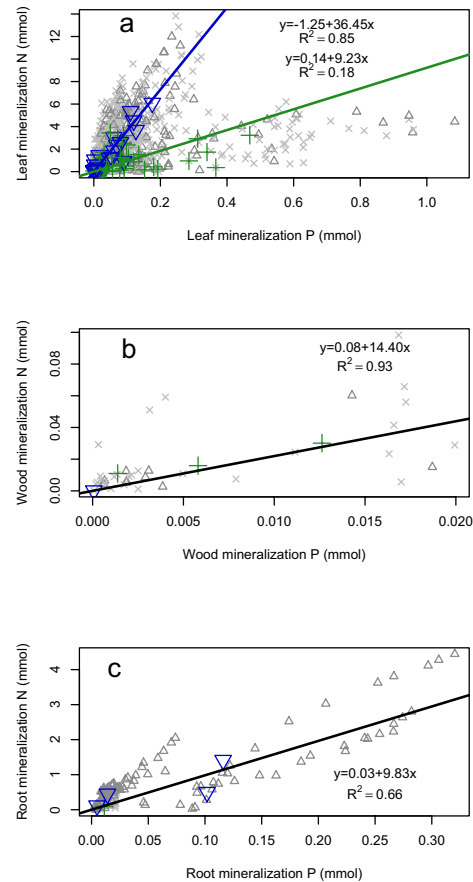 a
y=-1.25+36.45x
R² = 0.85
y=0.14+9.23x
R² = 0.18
Leaf mineralization N (mmol)
0 2 4 6 8 10 12
0.0 0.2 0.4 0.6 0.8 1.0
Leaf mineralization P (mmol)
b
y=0.08+14.40x
R² = 0.93
Wood mineralization N (mmol)
0.00 0.04 0.08
0.000 0.005 0.010 0.015 0.020
Wood mineralization P (mmol)
c
y=0.03+9.83x
R² = 0.66
Root mineralization N (mmol)
0 1 2 3 4
0.00 0.05 0.10 0.15 0.20 0.25 0.30
Root mineralization P (mmol)